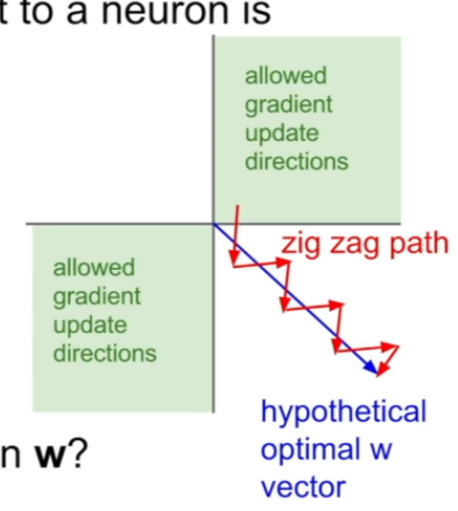 t to a neuron is
allowed
gradient
update
directions
zig zag path
allowed
gradient
update
directions
hypothetical
optimal w
vector
n w?